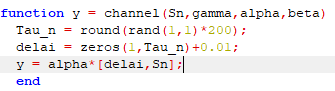 function y = channel(Sn,gamma,alpha,beta)
Tau_n = round(rand(1,1)*200);
delai = zeros(1,Tau_n)+0.01;
y = alpha*[delai,Sn];
end